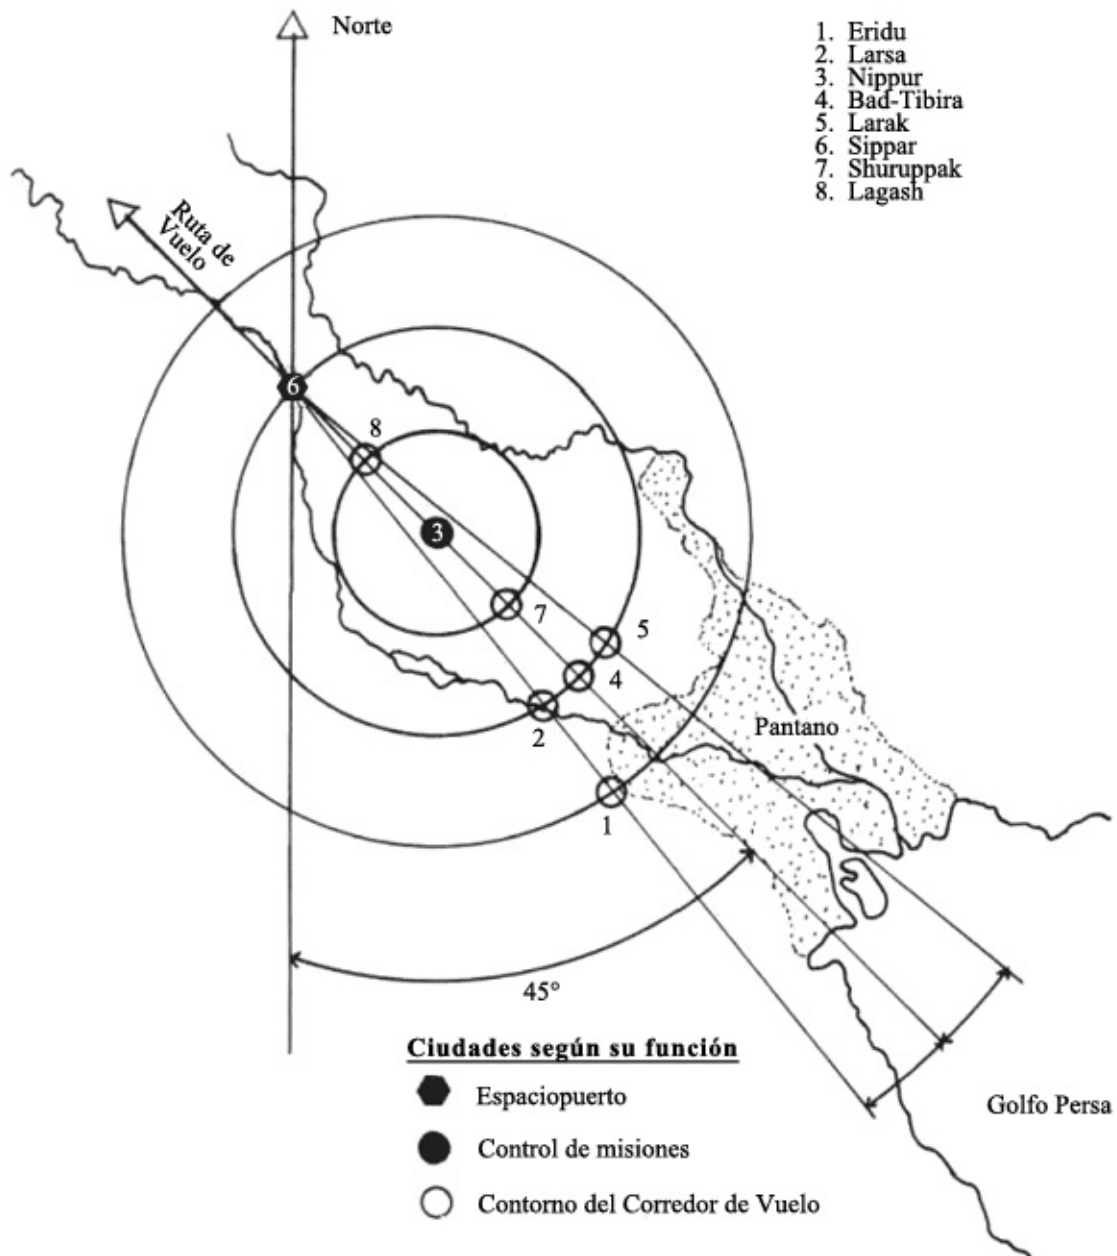 Norte
1. Eridu
2. Larsa
3. Nippur
4. Bad-Tibira
5. Larak
6. Sippar
7. Shuruppak
8. Lagash
Ruta de
Vuelo
6
8
3
7
5
4
2
1
Pantano
45°
Ciudades según su función
Espaciopuerto
Control de misiones
Contorno del Corredor de Vuelo
Golfo Persa